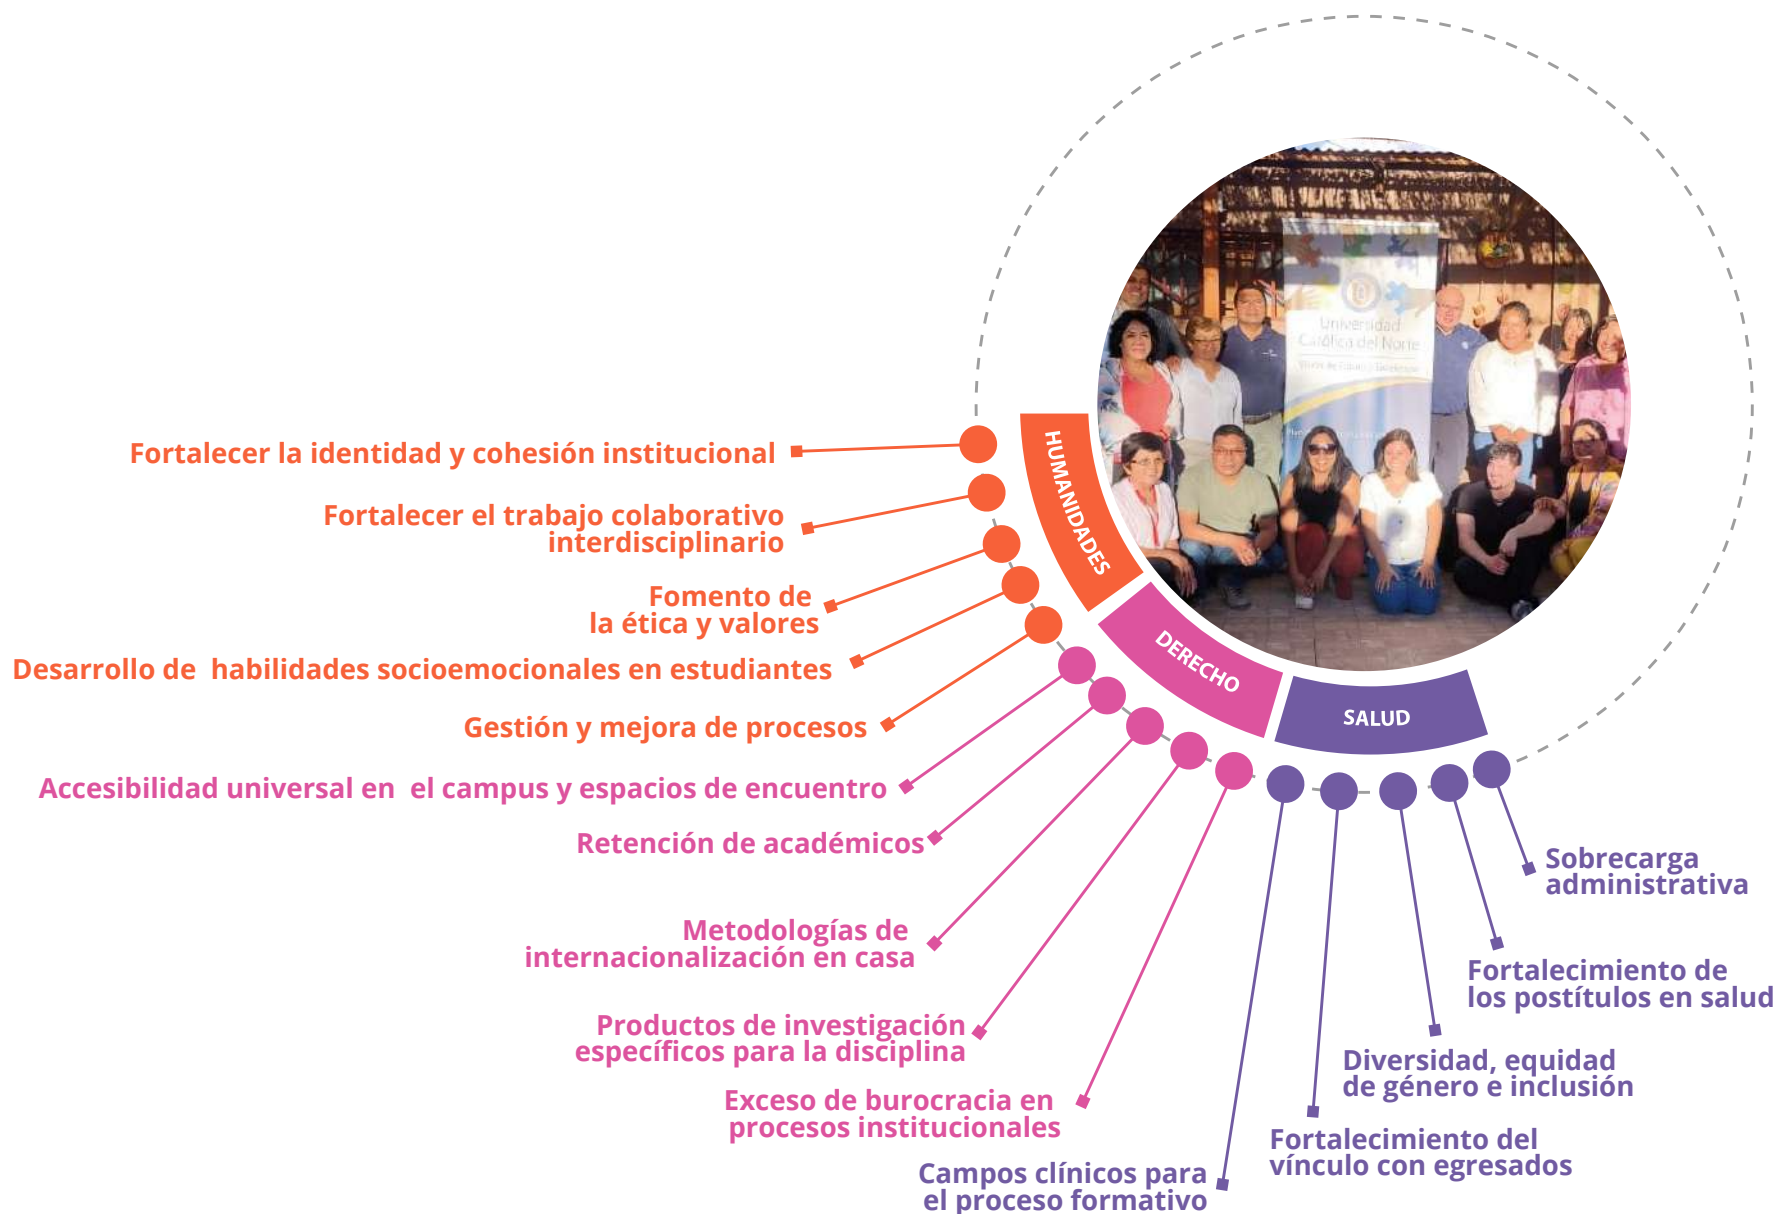 Universidad
Católica del Norte
HUMANIDADES
DERECHO
SALUD
Fortalecer la identidad y cohesión institucional
Fortalecer el trabajo colaborativo
interdisciplinario
Fomento de
la ética y valores
Desarrollo de  habilidades socioemocionales en estudiantes
Gestión y mejora de procesos
Accesibilidad universal en  el campus y espacios de encuentro
Retención de académicos
Metodologías de
internacionalización en casa
Productos de investigación
específicos para la disciplina
Exceso de burocracia en
procesos institucionales
Campos clínicos para
el proceso formativo
Fortalecimiento del
vínculo con egresados
Diversidad, equidad
de género e inclusión
Fortalecimiento de
los postítulos en salud
Sobrecarga
administrativa